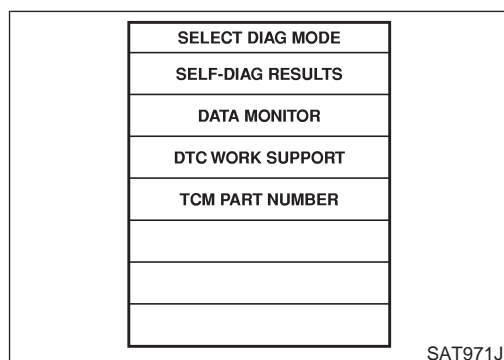 SELECT DIAG MODE
SELF-DIAG RESULTS
DATA MONITOR
DTC WORK SUPPORT
TCM PART NUMBER
SAT971J